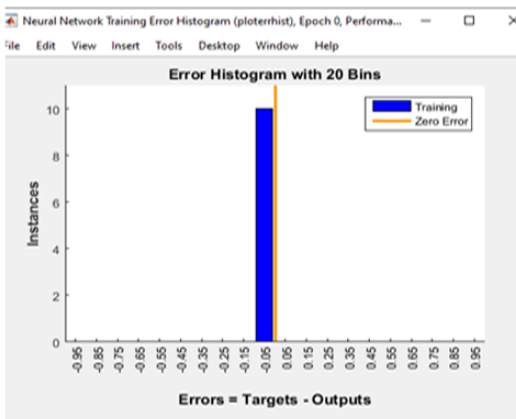 Neural Network Training Error Histogram (ploterrhist), Epoch 0, Performa...
File Edit View Insert Tools Desktop Window Help
Error Histogram with 20 Bins
Training
Zero Error
10
8
6
4
2
0
Instances
-0.95 -0.85 -0.75 -0.65 -0.55 -0.45 -0.35 -0.25 -0.15 -0.05 0.05 0.15 0.25 0.35 0.45 0.55 0.65 0.75 0.85 0.95
Errors = Targets - Outputs